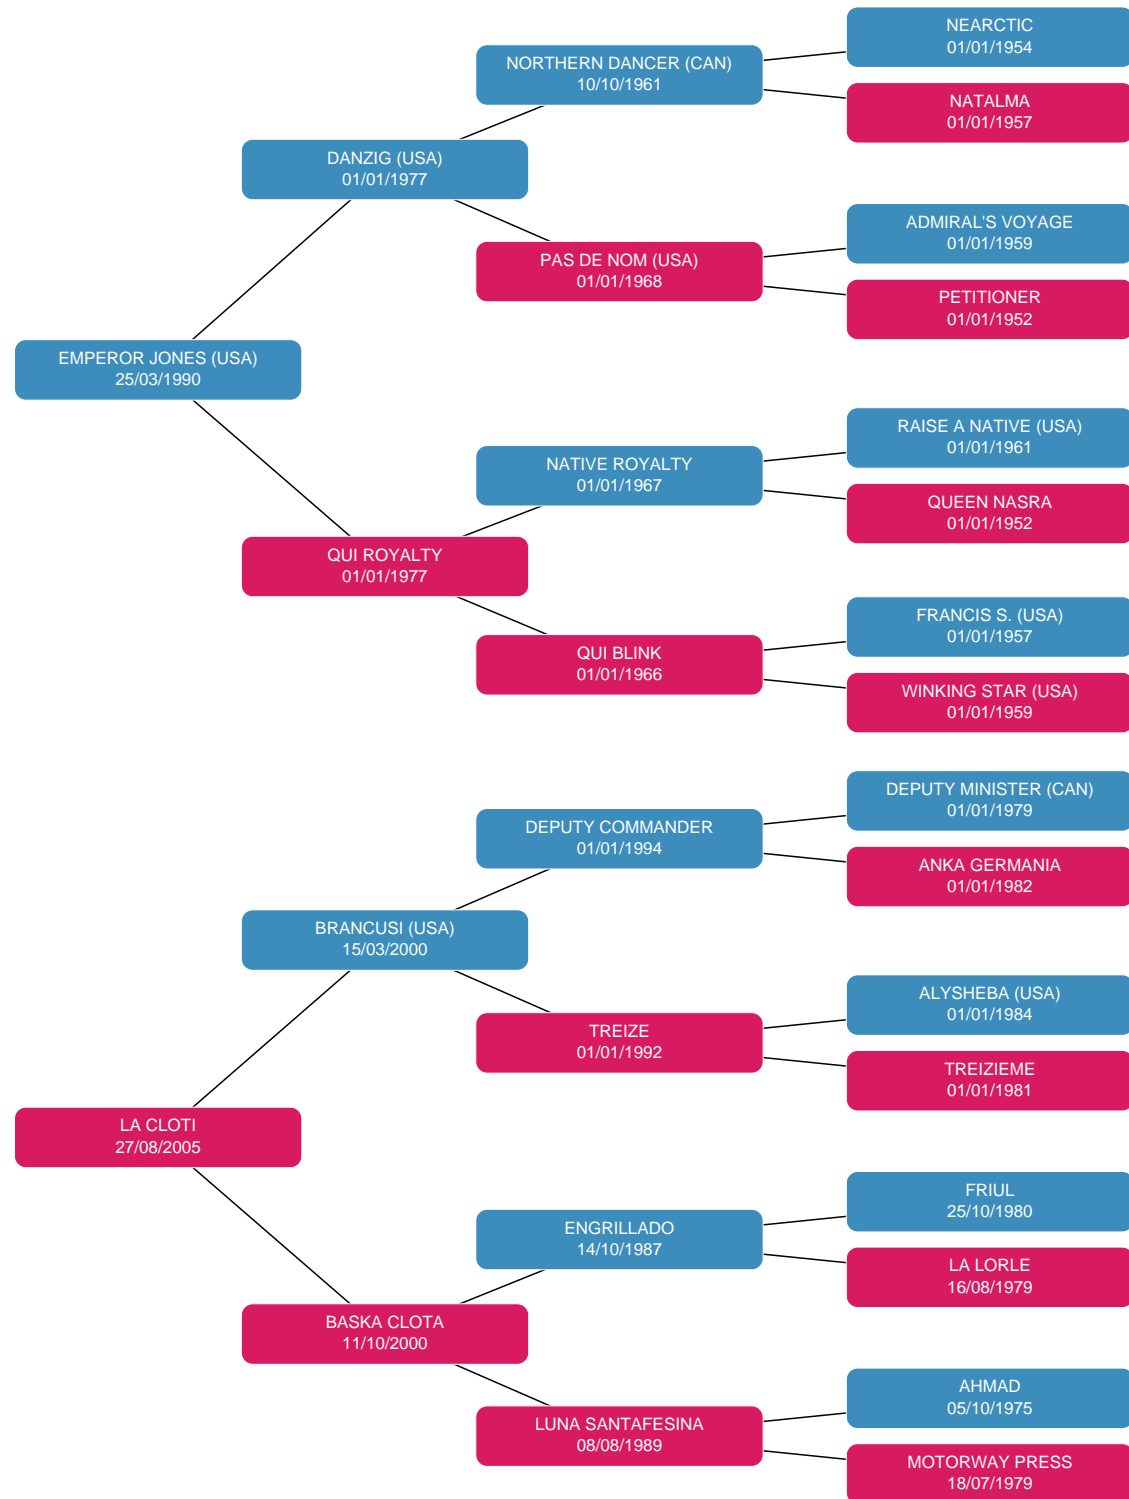 NEARCTIC
01/01/1954
NORTHERN DANCER (CAN)
10/10/1961
NATALMA
01/01/1957
DANZIG (USA)
01/01/1977
ADMIRAL'S VOYAGE
01/01/1959
PAS DE NOM (USA)
01/01/1968
PETITIONER
01/01/1952
EMPEROR JONES (USA)
25/03/1990
RAISE A NATIVE (USA)
01/01/1961
NATIVE ROYALTY
01/01/1967
QUEEN NASRA
01/01/1952
QUI ROYALTY
01/01/1977
FRANCIS S. (USA)
01/01/1957
QUI BLINK
01/01/1966
WINKING STAR (USA)
01/01/1959
DEPUTY MINISTER (CAN)
01/01/1979
DEPUTY COMMANDER
01/01/1994
ANKA GERMANIA
01/01/1982
BRANCUSI (USA)
15/03/2000
ALYSHEBA (USA)
01/01/1984
TREIZE
01/01/1992
TREIZIEME
01/01/1981
LA CLOTI
27/08/2005
FRIUL
25/10/1980
ENGRILLADO
14/10/1987
LA LORLE
16/08/1979
BASKA CLOTA
11/10/2000
AHMAD
05/10/1975
LUNA SANTAFESINA
08/08/1989
MOTORWAY PRESS
18/07/1979